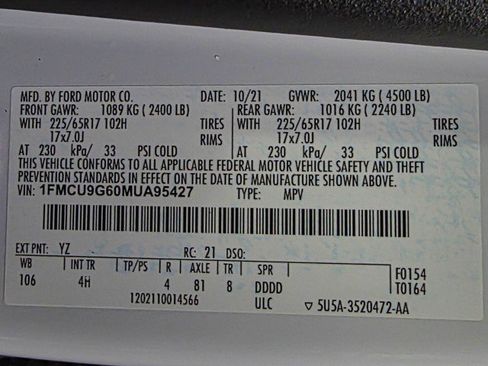 MFD. BY FORD MOTOR CO. DATE: 10/21 GVWR: 2041 KG ( 4500 LB)
FRONT GAWR: 1089 KG ( 2400 LB) REAR GAWR: 1016 KG ( 2240 LB)
WITH 225/65R17 102H TIRES WITH 225/65R17 102H TIRES
17x7.0J RIMS 17x7.0J RIMS
AT 230 kPa/ 33 PSI COLD AT 230 kPa/ 33 PSI COLD
THIS VEHICLE CONFORMS TO ALL APPLICABLE FEDERAL MOTOR VEHICLE SAFETY AND THEFT
PREVENTION STANDARDS IN EFFECT ON THE DATE OF MANUFACTURE SHOWN ABOVE.
VIN: 1FMCU9G60MUA95427 TYPE: MPV
EXT PNT: YZ RC: 21 DSO:
WB INT TR TP/PS R AXLE TR SPR F0154
106 4H 4 81 8 DDDD T0164
1202110014566 ULC ▽ 5U5A-3520472-AA